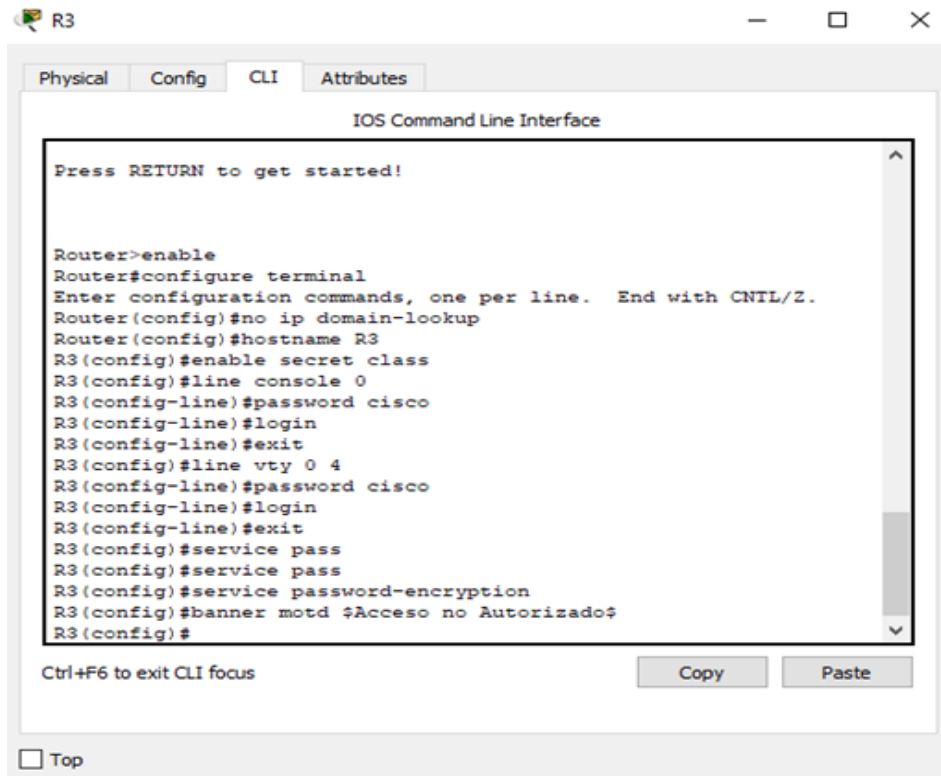 R3
Physical Config CLI Attributes
IOS Command Line Interface
Press RETURN to get started!
Router>enable
Router#configure terminal
Enter configuration commands, one per line.  End with CNTL/Z.
Router(config)#no ip domain-lookup
Router(config)#hostname R3
R3(config)#enable secret class
R3(config)#line console 0
R3(config-line)#password cisco
R3(config-line)#login
R3(config-line)#exit
R3(config)#line vty 0 4
R3(config-line)#password cisco
R3(config-line)#login
R3(config-line)#exit
R3(config)#service pass
R3(config)#service pass
R3(config)#service password-encryption
R3(config)#banner motd $Acceso no Autorizado$
R3(config)#
Ctrl+F6 to exit CLI focus Copy Paste
Top